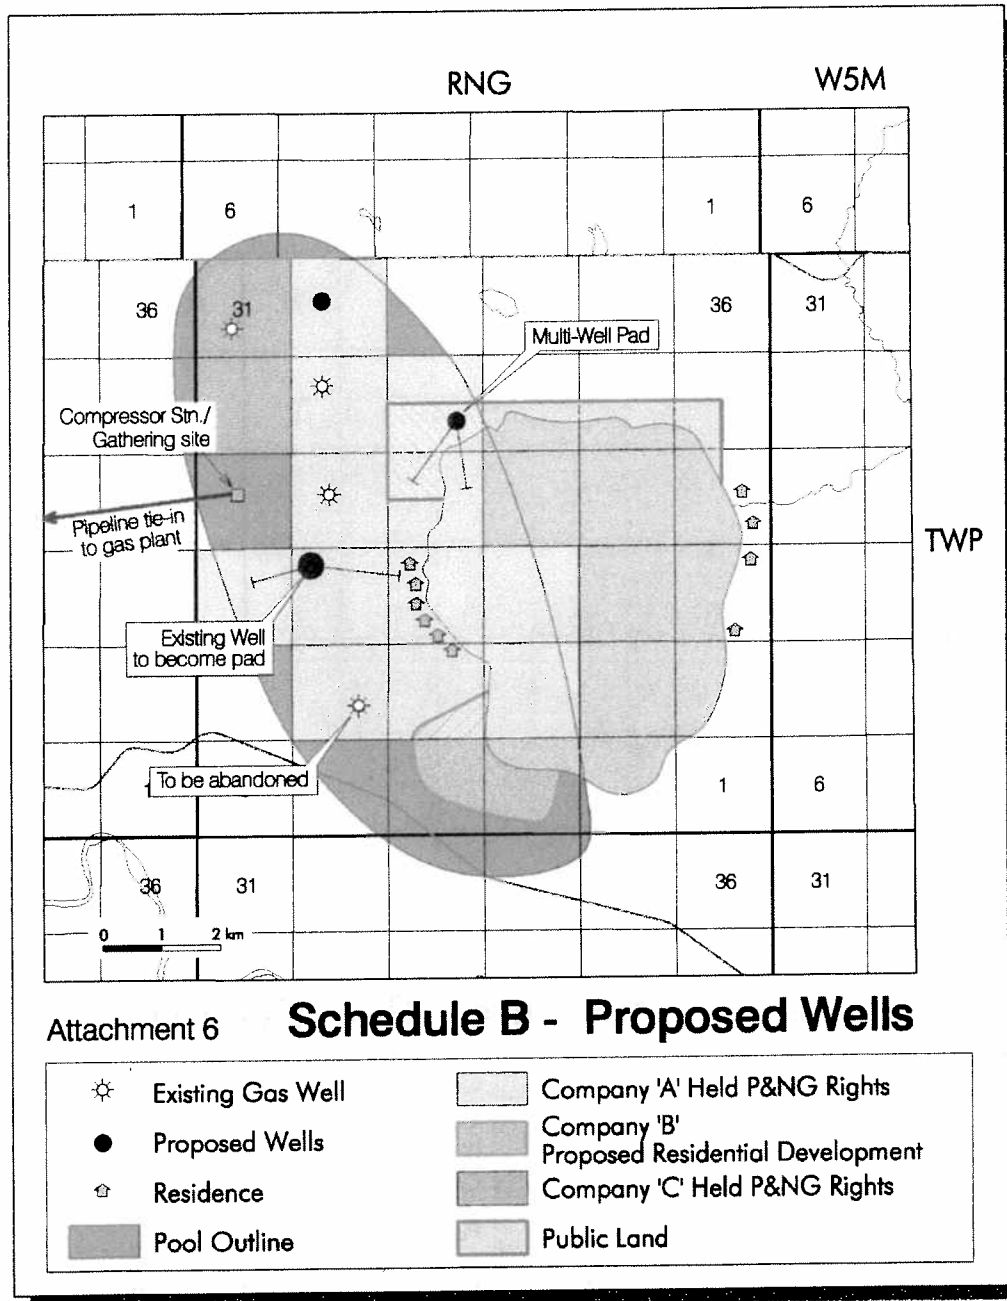 RNG W5M
1 6 1 6
36 31 36 31
Multi-Well Pad
Compressor Stn./
Gathering site
Pipeline tie-in
to gas plant
TWP
Existing Well
to become pad
To be abandoned
1 6
36 31 36 31
0 1 2 km
Attachment 6 Schedule B - Proposed Wells
Existing Gas Well
Proposed Wells
Residence
Pool Outline
Company 'A' Held P&NG Rights
Company 'B'
Proposed Residential Development
Company 'C' Held P&NG Rights
Public Land